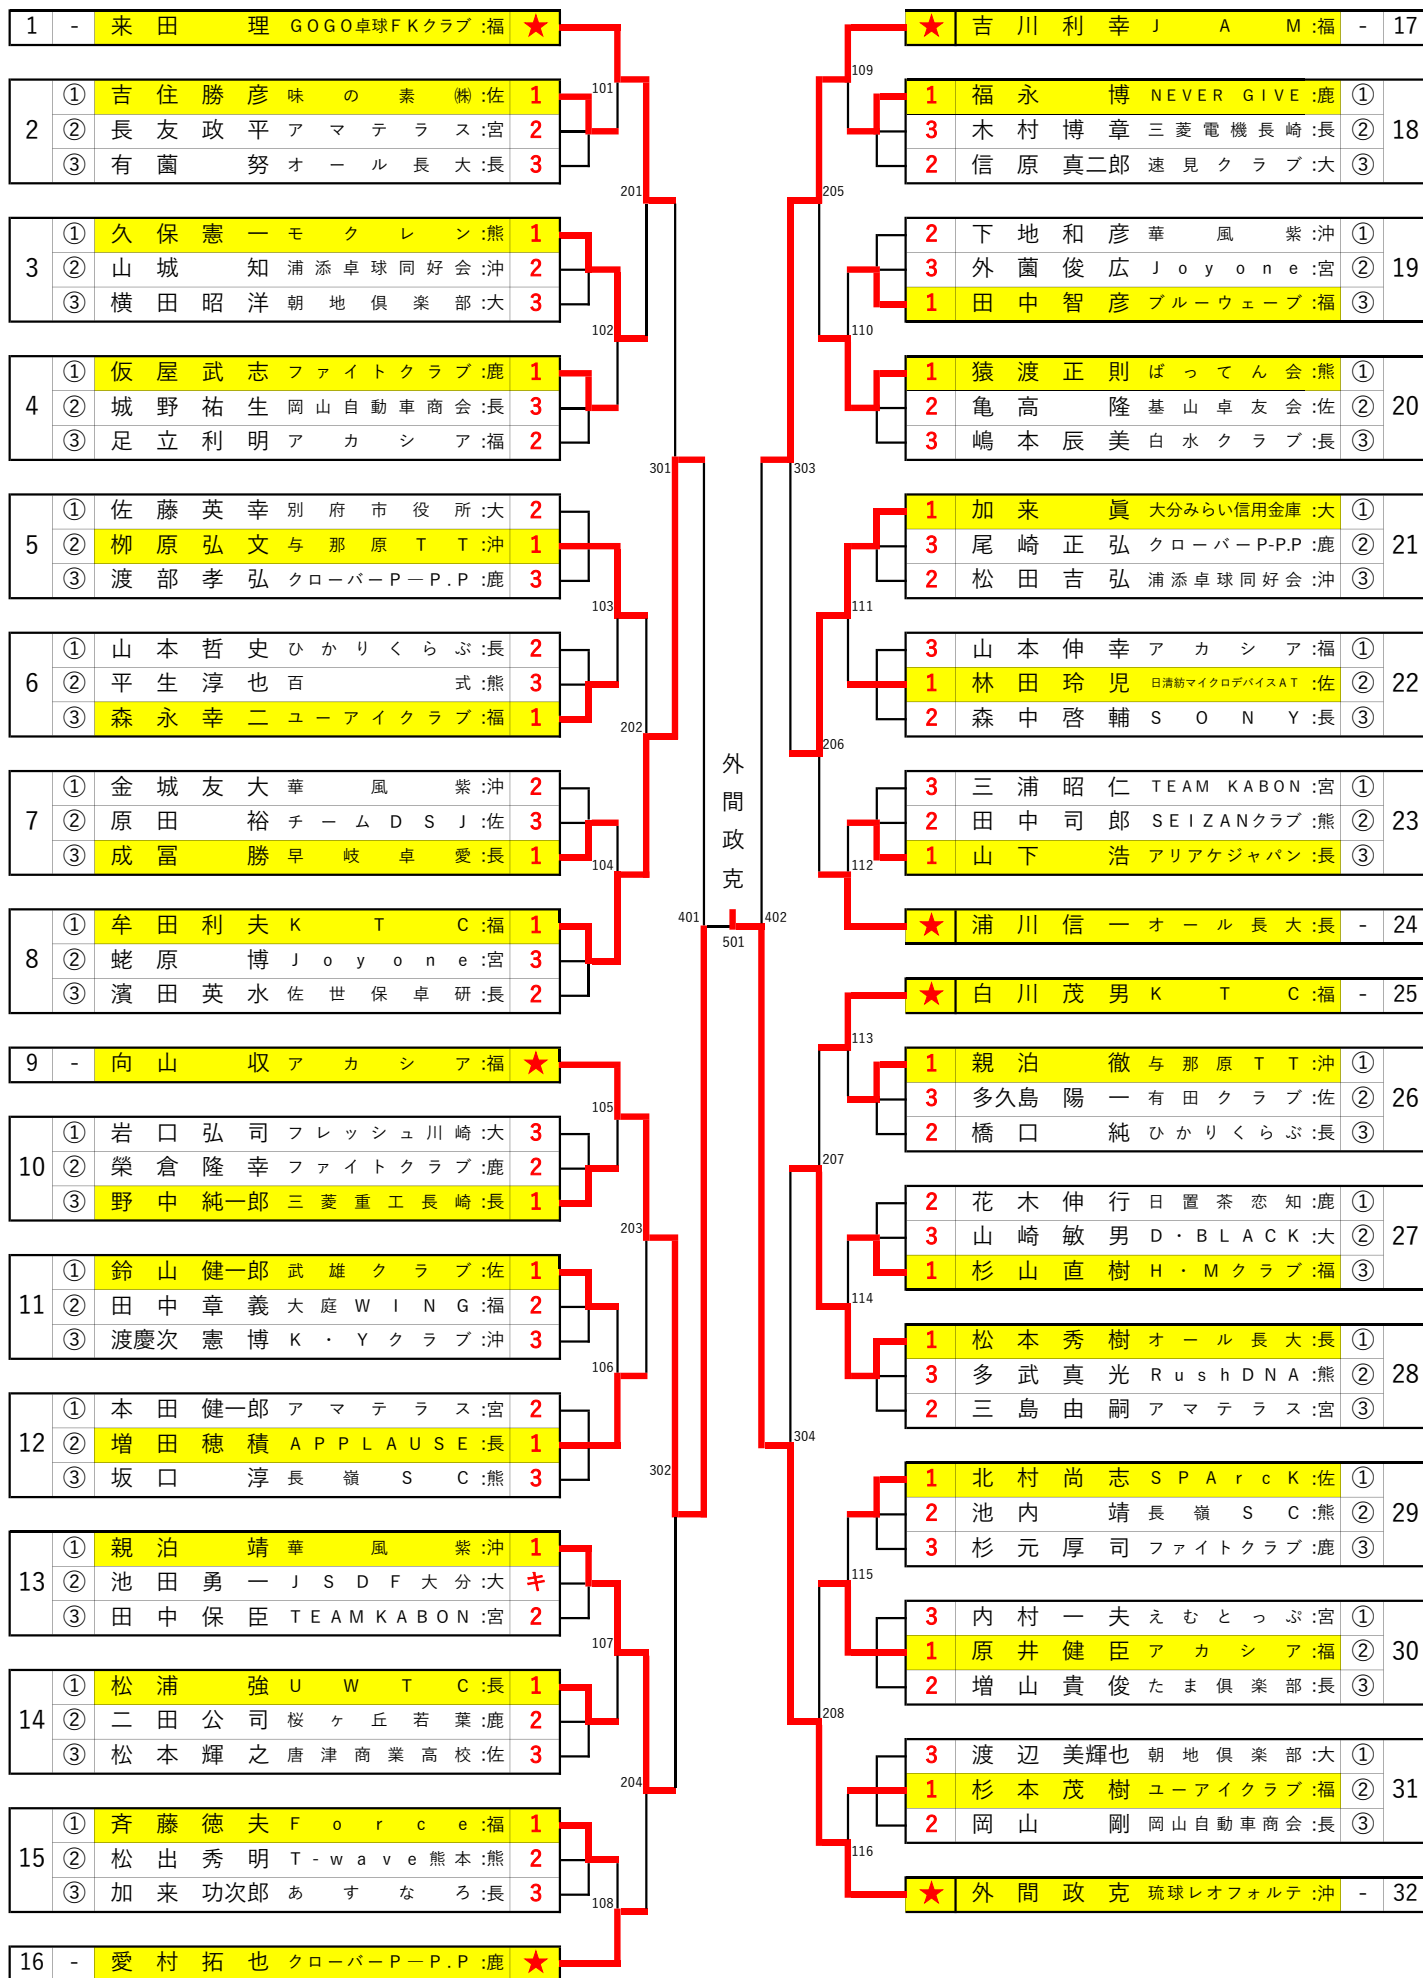 1 - 来田 理 GOGO卓球FKクラブ :福 ★
2
① 吉住勝彦 味の素㈱ :佐 1
② 長友政平 アマテラス :宮 2
③ 有薗 努 オール長大 :長 3
3
① 久保憲一 モクレン :熊 1
② 山城 知 浦添卓球同好会 :沖 2
③ 横田昭洋 朝地倶楽部 :大 3
4
① 仮屋武志 ファイトクラブ :鹿 1
② 城野祐生 岡山自動車商会 :長 3
③ 足立利明 アカシア :福 2
5
① 佐藤英幸 別府市役所 :大 2
② 栁原弘文 与那原TT :沖 1
③ 渡部孝弘 クローバーP―P.P :鹿 3
6
① 山本哲史 ひかりくらぶ :長 2
② 平生淳也 百式 :熊 3
③ 森永幸二 ユーアイクラブ :福 1
7
① 金城友大 華風紫 :沖 2
② 原田 裕 チームDSJ :佐 3
③ 成冨 勝 早岐卓愛 :長 1
8
① 牟田利夫 KTC :福 1
② 蛯原 博 Joyone :宮 3
③ 濱田英水 佐世保卓研 :長 2
9 - 向山 収 アカシア :福 ★
10
① 岩口弘司 フレッシュ川崎 :大 3
② 榮倉隆幸 ファイトクラブ :鹿 2
③ 野中純一郎 三菱重工長崎 :長 1
11
① 鈴山健一郎 武雄クラブ :佐 1
② 田中章義 大庭WING :福 2
③ 渡慶次憲博 K・Yクラブ :沖 3
12
① 本田健一郎 アマテラス :宮 2
② 増田穂積 APPLAUSE :長 1
③ 坂口 淳 長嶺SC :熊 3
13
① 親泊 靖 華風紫 :沖 1
② 池田勇一 JSDF大分 :大 キ
③ 田中保臣 TEAMKABON :宮 2
14
① 松浦 強 UWTC :長 1
② 二田公司 桜ヶ丘若葉 :鹿 2
③ 松本輝之 唐津商業高校 :佐 3
15
① 斉藤徳夫 Force :福 1
② 松出秀明 T-wave熊本 :熊 2
③ 加来功次郎 あすなろ :長 3
16 - 愛村拓也 クローバーP―P.P :鹿 ★
101
102
103
104
105
106
107
108
201
202
203
204
301
302
401
外間政克
501
402
303
304
205
206
207
208
109
110
111
112
113
114
115
116
★ 吉川利幸 JAM :福 - 17
1 福永 博 NEVER GIVE :鹿 ①
3 木村博章 三菱電機長崎 :長 ②
2 信原真二郎 速見クラブ :大 ③
18
2 下地和彦 華風紫 :沖 ①
3 外薗俊広 Joyone :宮 ②
1 田中智彦 ブルーウェーブ :福 ③
19
1 猿渡正則 ばってん会 :熊 ①
2 亀高 隆 基山卓友会 :佐 ②
3 嶋本辰美 白水クラブ :長 ③
20
1 加来 眞 大分みらい信用金庫 :大 ①
3 尾崎正弘 クローバーP-P.P :鹿 ②
2 松田吉弘 浦添卓球同好会 :沖 ③
21
3 山本伸幸 アカシア :福 ①
1 林田玲児 日清紡マイクロデバイスAT :佐 ②
2 森中啓輔 SONY :長 ③
22
3 三浦昭仁 TEAM KABON :宮 ①
2 田中司郎 SEIZANクラブ :熊 ②
1 山下 浩 アリアケジャパン :長 ③
23
★ 浦川信一 オール長大 :長 - 24
★ 白川茂男 KTC :福 - 25
1 親泊 徹 与那原TT :沖 ①
3 多久島陽一 有田クラブ :佐 ②
2 橋口 純 ひかりくらぶ :長 ③
26
2 花木伸行 日置茶恋知 :鹿 ①
3 山崎敏男 D・BLACK :大 ②
1 杉山直樹 H・Mクラブ :福 ③
27
1 松本秀樹 オール長大 :長 ①
3 多武真光 RushDNA :熊 ②
2 三島由嗣 アマテラス :宮 ③
28
1 北村尚志 SPArcK :佐 ①
2 池内 靖 長嶺SC :熊 ②
3 杉元厚司 ファイトクラブ :鹿 ③
29
3 内村一夫 えむとっぷ :宮 ①
1 原井健臣 アカシア :福 ②
2 増山貴俊 たま倶楽部 :長 ③
30
3 渡辺美輝也 朝地倶楽部 :大 ①
1 杉本茂樹 ユーアイクラブ :福 ②
2 岡山 剛 岡山自動車商会 :長 ③
31
★ 外間政克 琉球レオフォルテ :沖 - 32